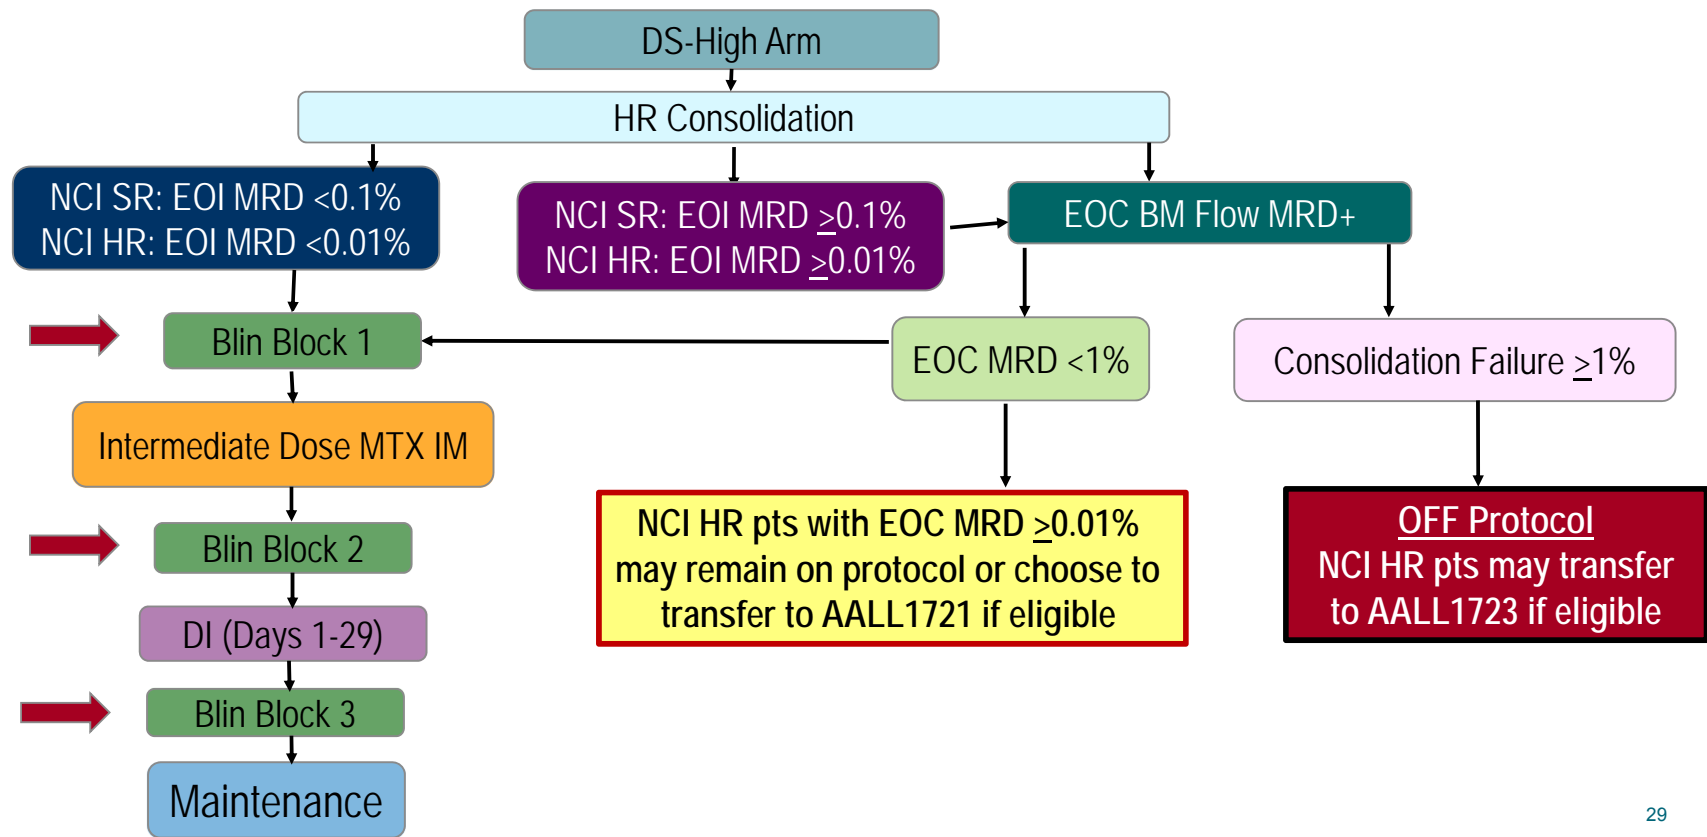 DS-High Arm
HR Consolidation
NCI SR: EOI MRD <0.1%
NCI HR: EOI MRD <0.01%
NCI SR: EOI MRD ≥0.1%
NCI HR: EOI MRD ≥0.01%
EOC BM Flow MRD+
Blin Block 1
EOC MRD <1%
Consolidation Failure ≥1%
Intermediate Dose MTX IM
Blin Block 2
DI (Days 1-29)
Blin Block 3
Maintenance
NCI HR pts with EOC MRD ≥0.01%
may remain on protocol or choose to
transfer to AALL1721 if eligible
OFF Protocol
NCI HR pts may transfer
to AALL1723 if eligible
29